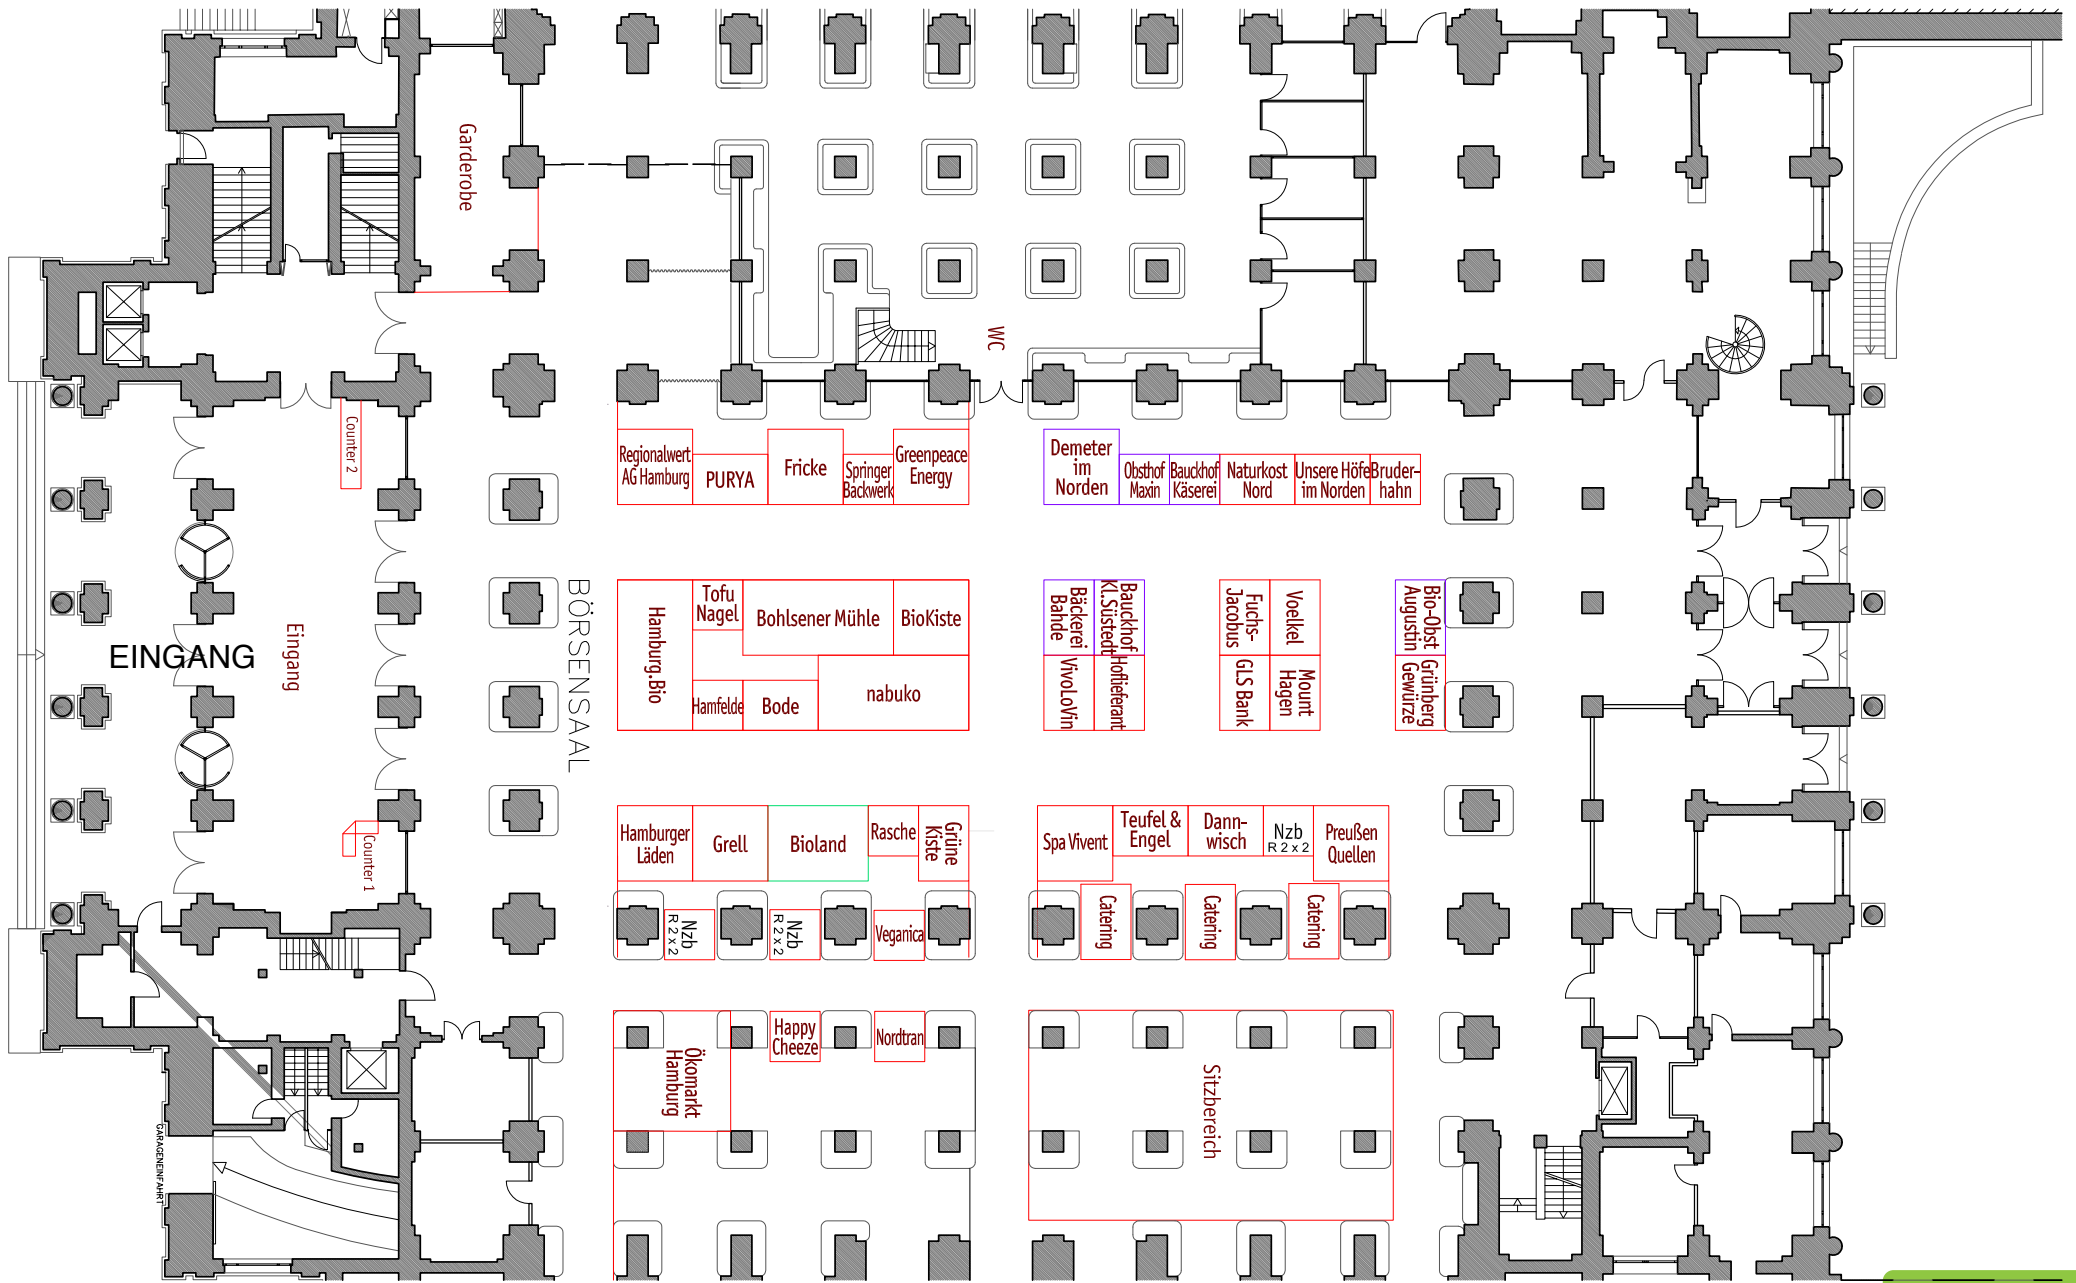 Garderobe
WC
Counter 2
Regionalwert
AG Hamburg
PURYA
Fricke
Springer
Backwerk
Greenpeace
Energy
Demeter
im
Norden
Obsthof
Maxin
Bauckhof
Käserei
Naturkost
Nord
Unsere Höfe
im Norden
Bruder-
hahn
EINGANG
Eingang
BÖRSENSAAL
Hamburg.Bio
Tofu
Nagel
Bohlsener Mühle
BioKiste
Hamfelde
Bode
nabuko
Bäckerei
Bahde
Bauckhof
Kl.Süstedt
VivoLoVin
Hoflieferant
Fuchs-
Jacobus
Voelkel
GLS Bank
Mount
Hagen
Bio-Obst
Augustin
Grünberg
Gewürze
Counter 1
Hamburger
Läden
Grell
Bioland
Rasche
Grüne
Kiste
Spa Vivent
Teufel &
Engel
Dann-
wisch
Nzb
R 2 x 2
Preußen
Quellen
Nzb
R 2 x 2
Nzb
R 2 x 2
Veganica
Catering
Catering
Catering
Ökomarkt
Hamburg
Happy
Cheeze
Nordtran
Sitzbereich
GARAGENEINFAHRT